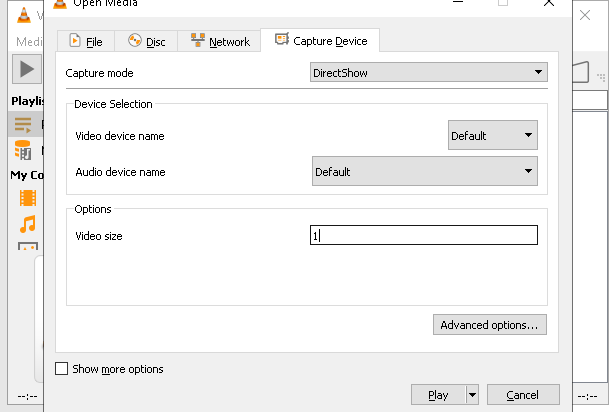 Open Media
Medi
File
Disc
Network
Capture Device
Capture mode
DirectShow
Playlis
Device Selection
Video device name
Default
Audio device name
Default
My Co
Options
Video size
1
Advanced options...
Show more options
--:--
Play
Cancel
--:--